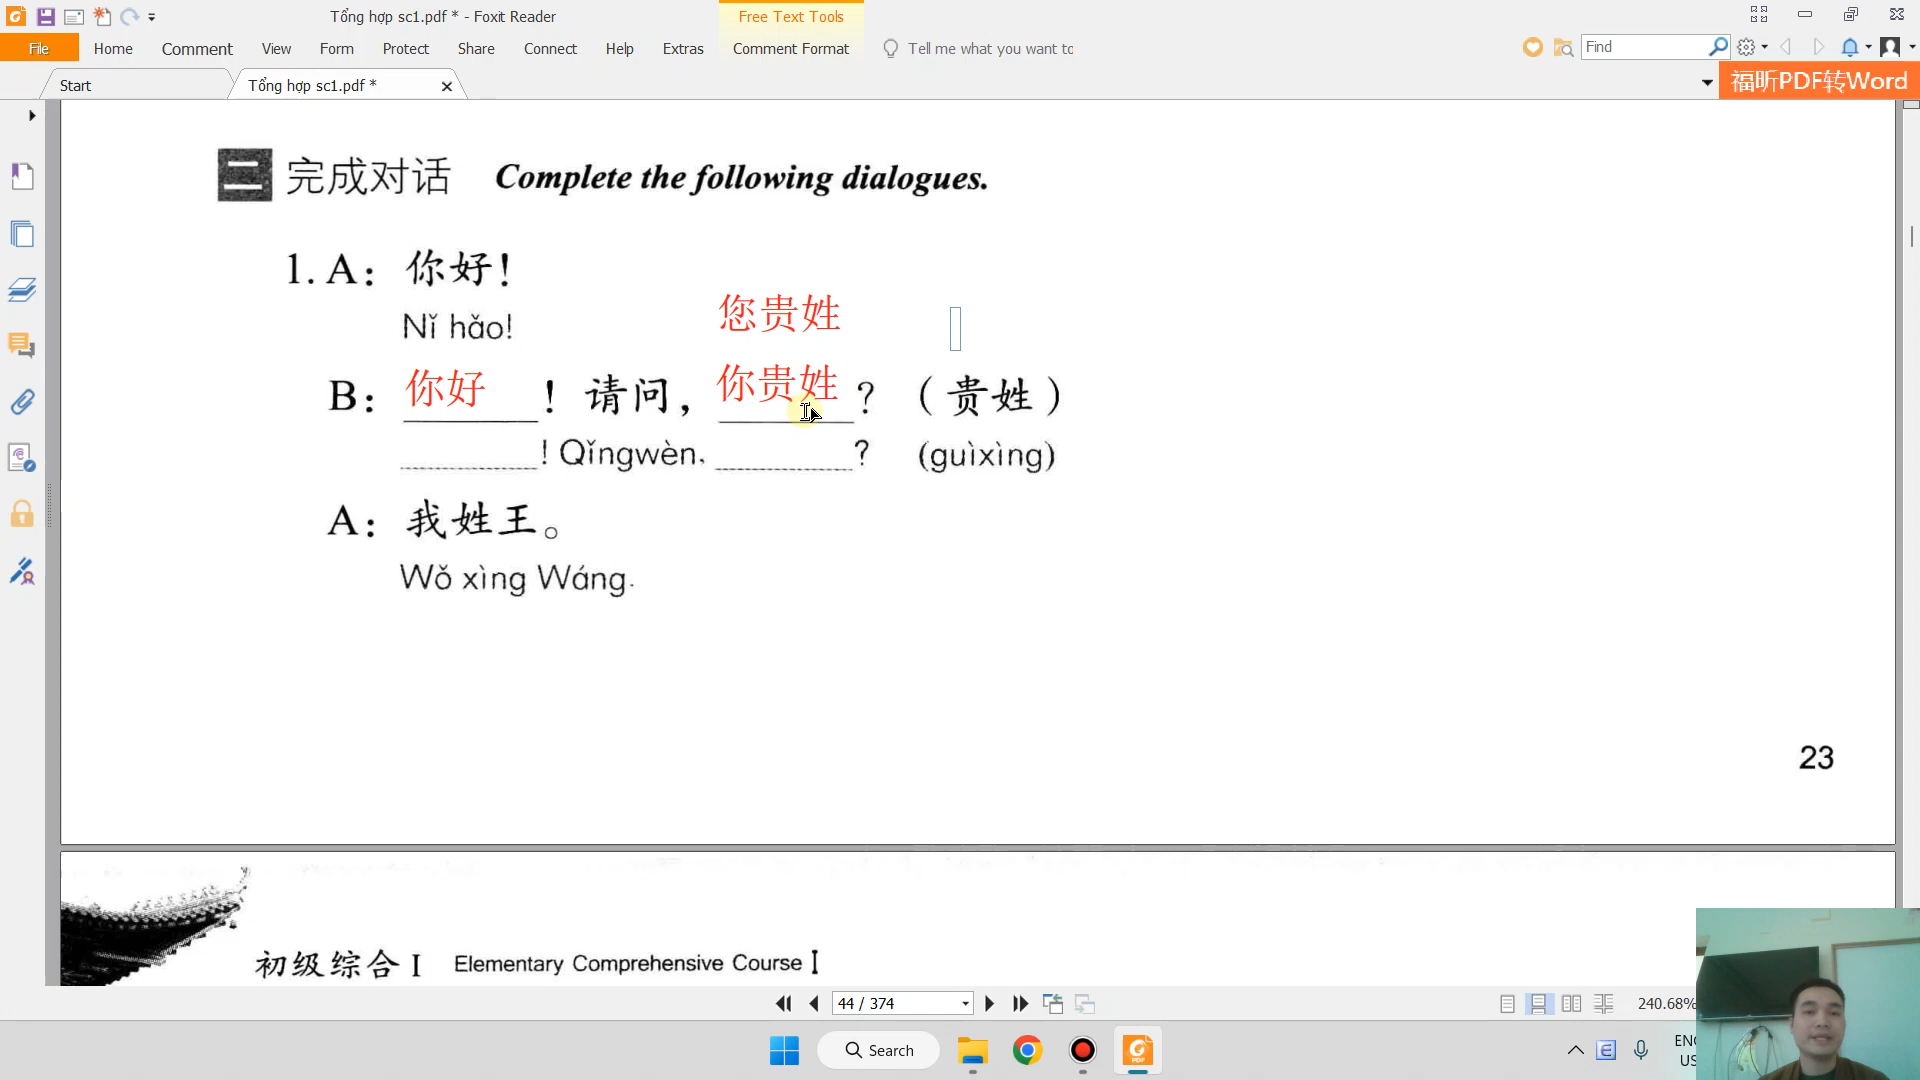 Tổng hợp sc1.pdf * - Foxit Reader
Free Text Tools
File Home Comment View Form Protect Share Connect Help Extras Comment Format Tell me what you want to
Find
Start
Tổng hợp sc1.pdf *
福昕PDF转Word
二 完成对话 Complete the following dialogues.
1. A: 你好!
您贵姓
Nǐ hǎo!
B: 你好 ! 请问, 你贵姓 ? (贵姓)
! Qǐngwèn, ? (guìxìng)
A: 我姓王。
Wǒ xìng Wáng.
23
初级综合 I Elementary Comprehensive Course I
44 / 374
240.68%
Search
ENG
US